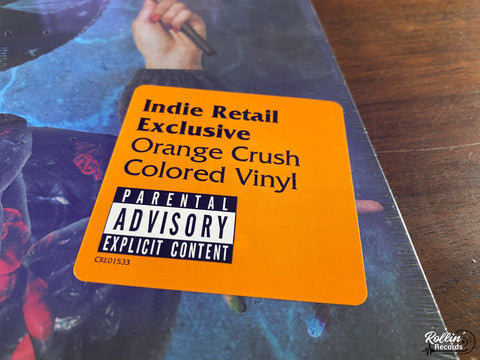 Indie Retail
Exclusive
Orange Crush
Colored Vinyl
PARENTAL
ADVISORY
EXPLICIT CONTENT
CRE01533
Rollin'
Records